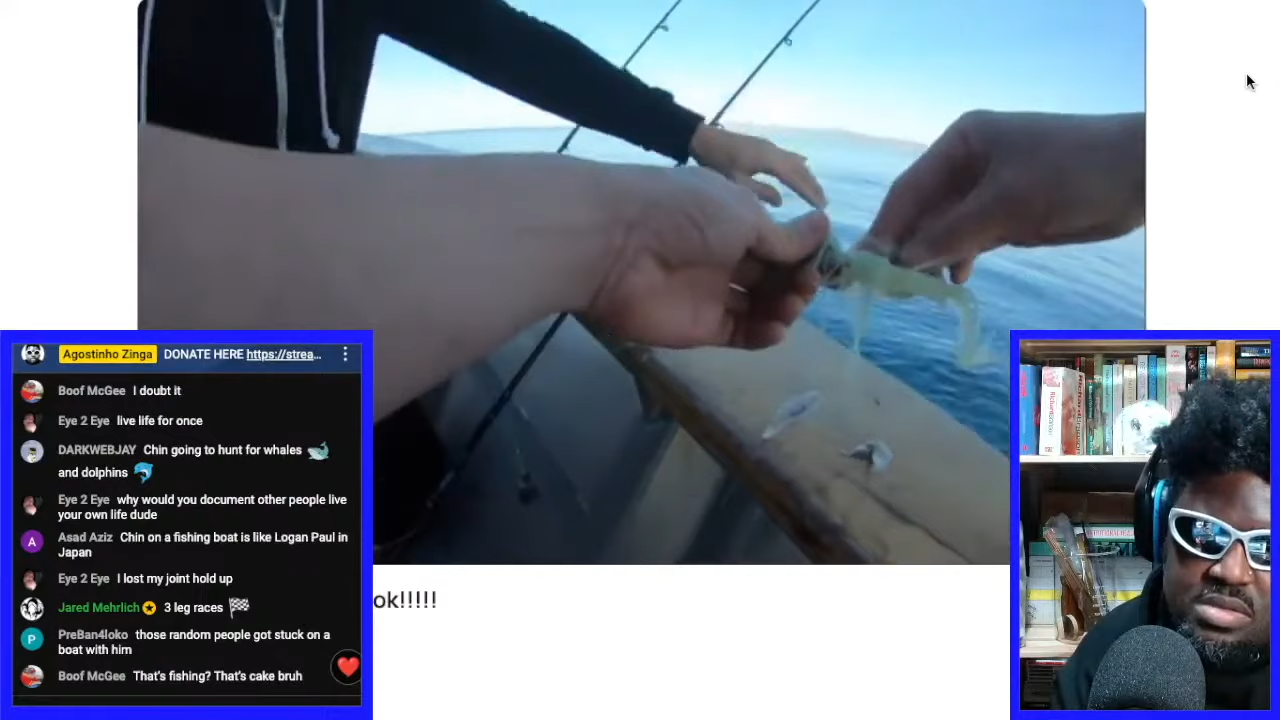 Agostinho Zinga DONATE HERE https://strea...
Boof McGee I doubt it
Eye 2 Eye live life for once
DARKWEBJAY Chin going to hunt for whales 🐳
and dolphins 🐬
Eye 2 Eye why would you document other people live
your own life dude
A Asad Aziz Chin on a fishing boat is like Logan Paul in
Japan
Eye 2 Eye I lost my joint hold up
Jared Mehrlich 3 leg races 🏁
P PreBan4loko those random people got stuck on a
boat with him
Boof McGee That's fishing? That's cake bruh
ok!!!!!